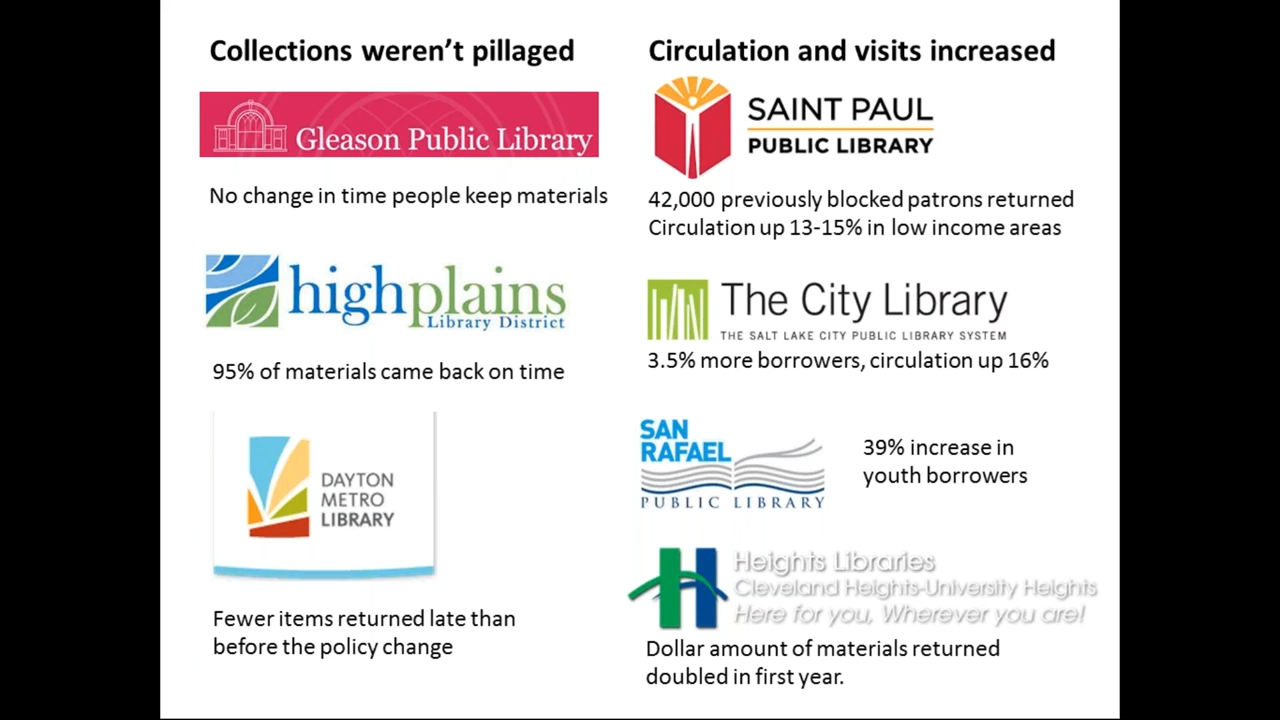 Collections weren’t pillaged
Gleason Public Library
No change in time people keep materials
highplains
Library District
95% of materials came back on time
DAYTON
METRO
LIBRARY
Fewer items returned late than
before the policy change
Circulation and visits increased
SAINT PAUL
PUBLIC LIBRARY
42,000 previously blocked patrons returned
Circulation up 13-15% in low income areas
The City Library
THE SALT LAKE CITY PUBLIC LIBRARY SYSTEM
3.5% more borrowers, circulation up 16%
SAN
RAFAEL
PUBLIC LIBRARY
39% increase in
youth borrowers
Heights Libraries
Cleveland Heights-University Heights
Here for you, Wherever you are!
Dollar amount of materials returned
doubled in first year.